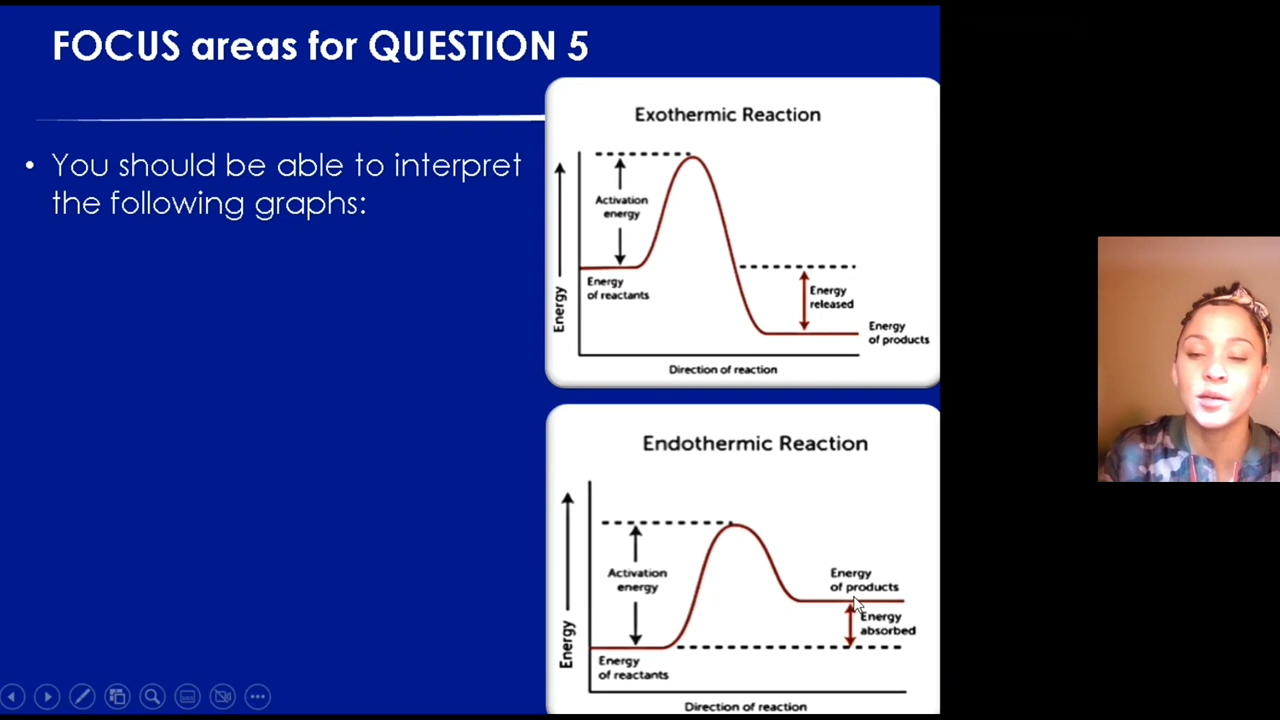 FOCUS areas for QUESTION 5
• You should be able to interpret
the following graphs:
Exothermic Reaction
Activation
energy
Energy
of reactants
Energy
released
Energy
of products
Energy
Direction of reaction
Endothermic Reaction
Activation
energy
Energy
of products
Energy
absorbed
Energy
of reactants
Energy
Direction of reaction